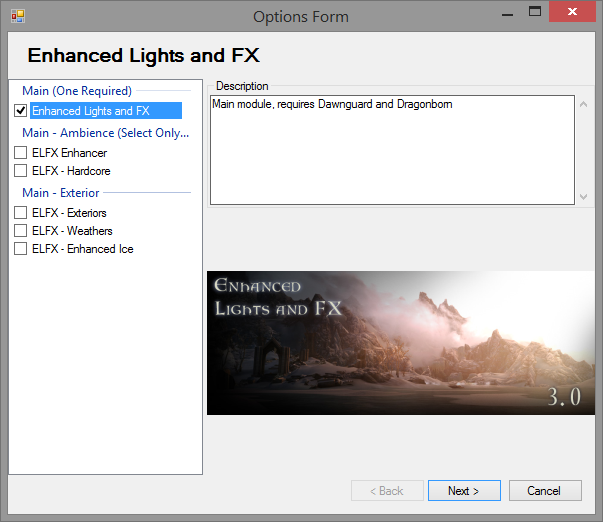 Options Form
Enhanced Lights and FX
Main (One Required)
Enhanced Lights and FX
Main - Ambience (Select Only...
ELFX Enhancer
ELFX - Hardcore
Main - Exterior
ELFX - Exteriors
ELFX - Weathers
ELFX - Enhanced Ice
Description
Main module, requires Dawnguard and Dragonborn
Enhanced
Lights and FX
3.0
< Back
Next >
Cancel